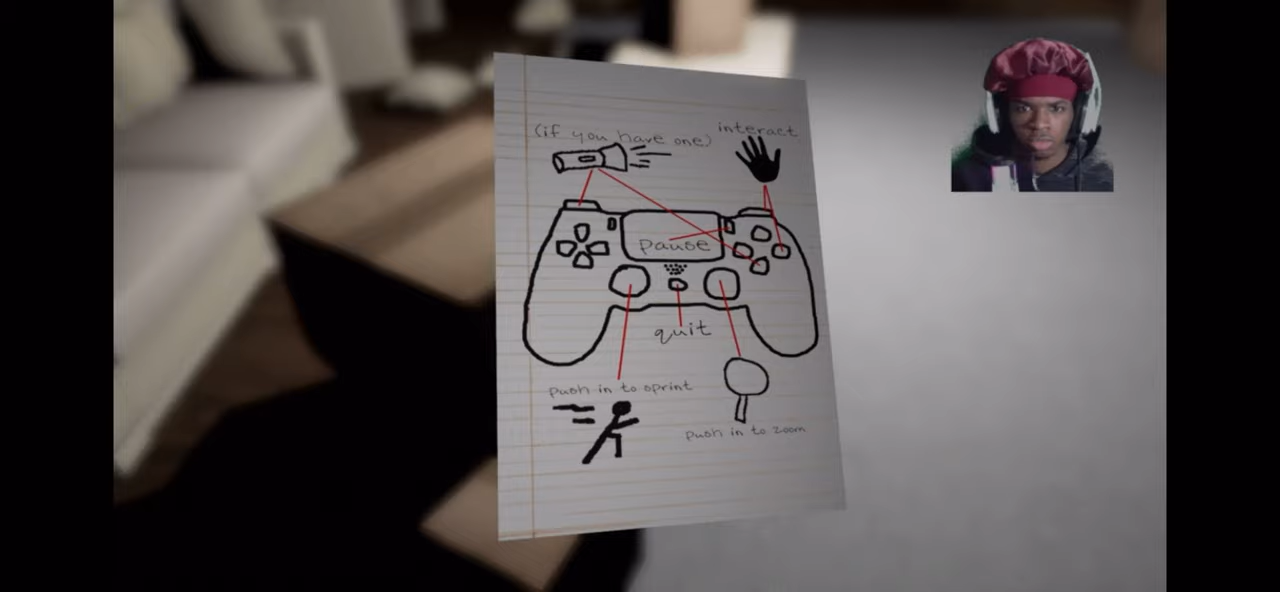 (if you have one)
interact
pause
quit
push in to sprint
push in to zoom